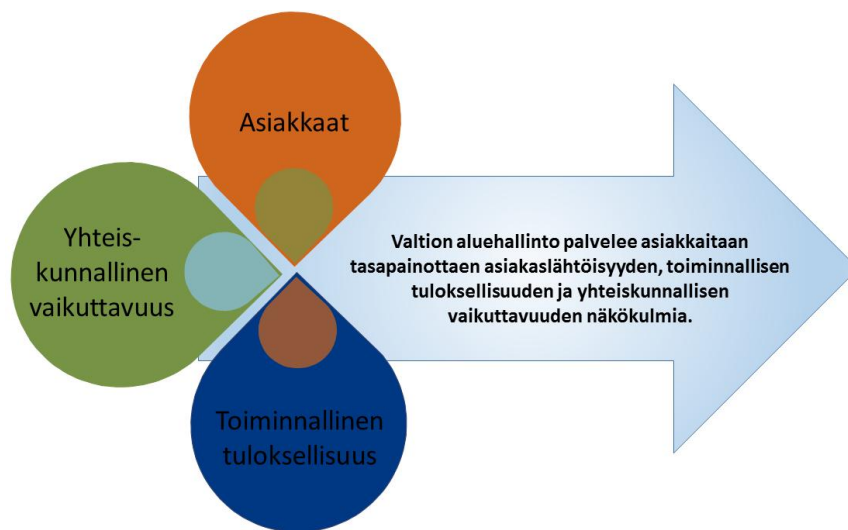 Asiakkaat
Yhteis-
kunnallinen
vaikuttavuus
Toiminnallinen
tuloksellisuus
Valtion aluehallinto palvelee asiakkaitaan
tasapainottaen asiakaslähtöisyyden, toiminnallisen
tuloksellisuuden ja yhteiskunnallisen
vaikuttavuuden näkökulmia.